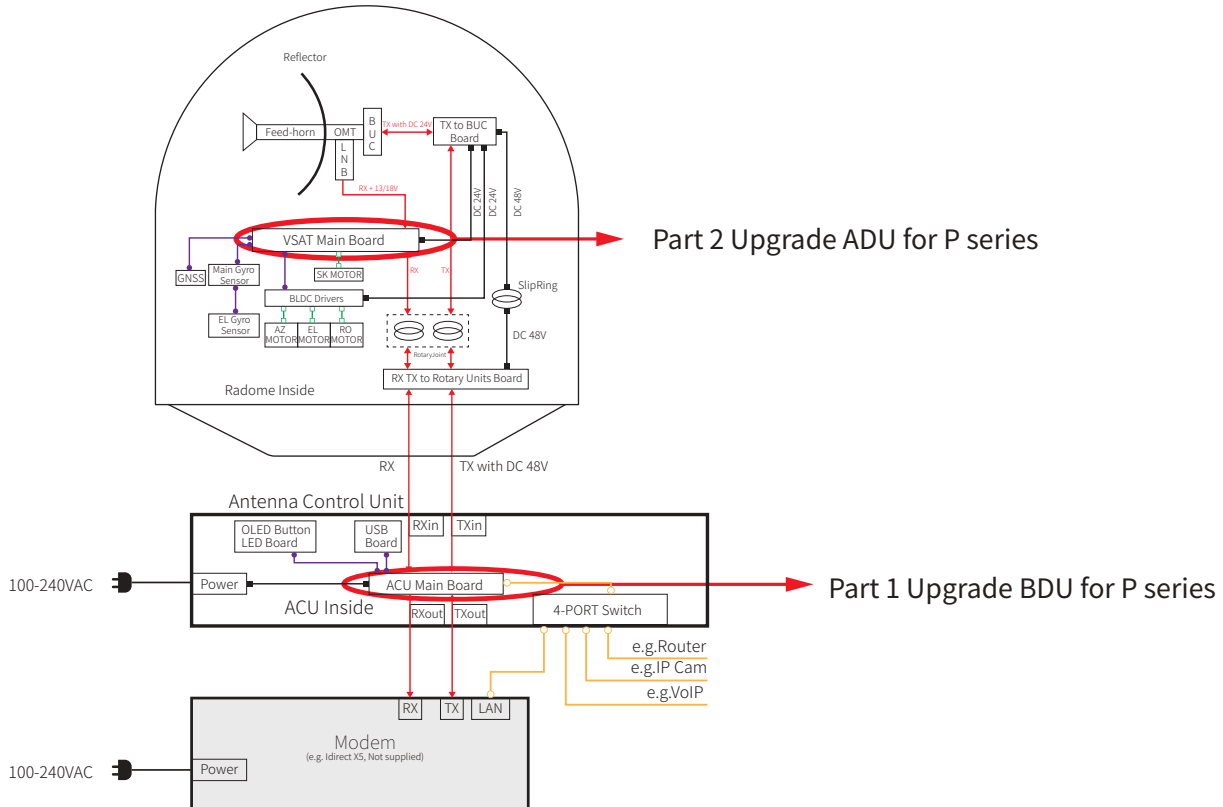 Reflector
Feed-horn
OMT
B
U
C
L
N
B
TX with DC 24V
TX to BUC
Board
RX + 13/18V
DC 24V
DC 24V
DC 48V
VSAT Main Board
Part 2 Upgrade ADU for P series
GNSS
Main Gyro
Sensor
SK MOTOR
RX
TX
BLDC Drivers
SlipRing
EL Gyro
Sensor
AZ
MOTOR
EL
MOTOR
RO
MOTOR
DC 48V
RotaryJoint
RX TX to Rotary Units Board
Radome Inside
RX
TX with DC 48V
Antenna Control Unit
OLED Button
LED Board
USB
Board
RXin
TXin
100-240VAC
Power
ACU Main Board
Part 1 Upgrade BDU for P series
ACU Inside
RXout
TXout
4-PORT Switch
e.g.Router
e.g.IP Cam
e.g.VoIP
RX
TX
LAN
Modem
(e.g. Idirect X5, Not supplied)
100-240VAC
Power